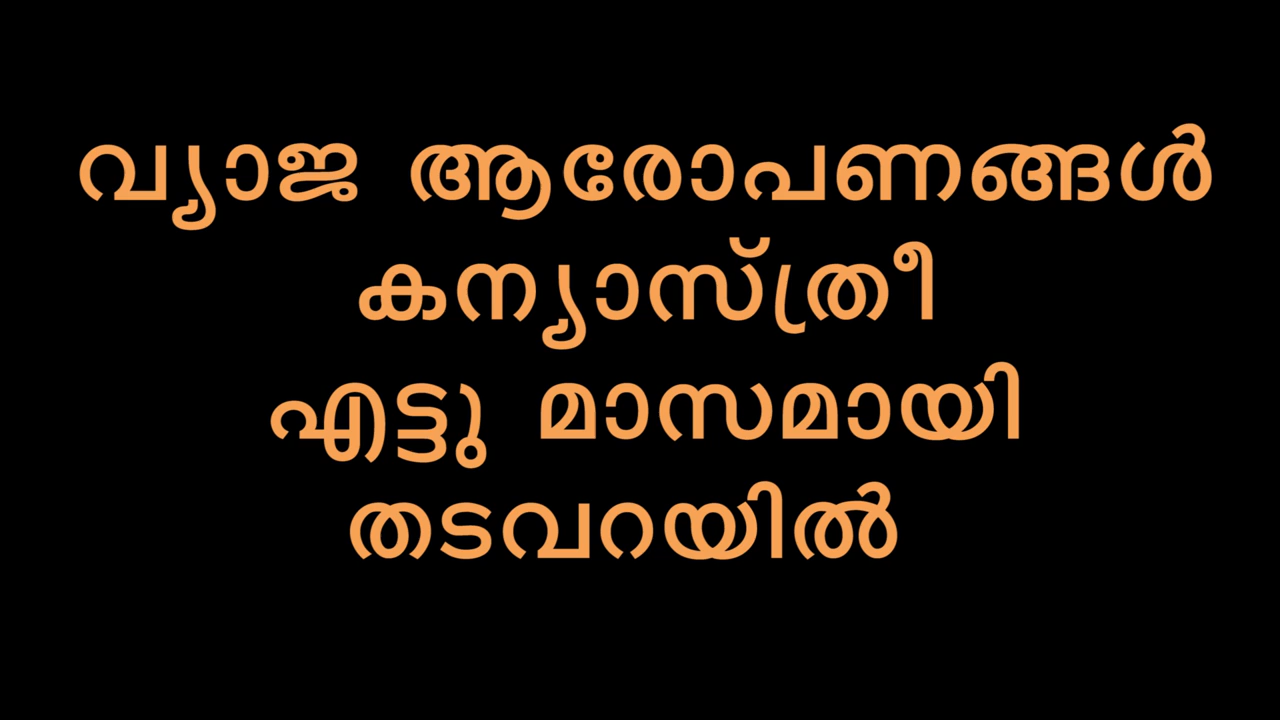 വ്യാജ ആരോപണങ്ങൾ
കന്യാസ്ത്രീ
എട്ടു മാസമായി
തടവറയിൽ